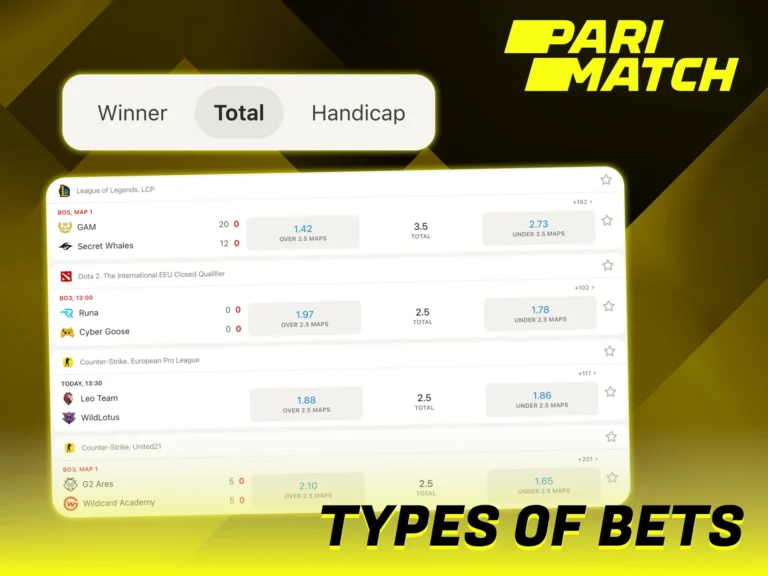 PARI
MATCH
Winner Total Handicap
League of Legends. LCP
+162 ›
BO5, MAP 1
GAM 20 0
Secret Whales 12 0
1.42
OVER 3.5 MAPS
3.5
TOTAL
2.73
UNDER 3.5 MAPS
Dota 2. The International EEU Closed Qualifier
+102 ›
BO3, 13:00
Runa 0 0
Cyber Goose 0 0
1.97
OVER 2.5 MAPS
2.5
TOTAL
1.78
UNDER 2.5 MAPS
Counter-Strike. European Pro League
+111 ›
TODAY, 13:30
Leo Team
WildLotus
1.88
OVER 2.5 MAPS
2.5
TOTAL
1.86
UNDER 2.5 MAPS
Counter-Strike. United21
+201 ›
BO3, MAP 1
G2 Ares 5 0
Wildcard Academy 5 0
2.10
OVER 2.5 MAPS
2.5
TOTAL
1.65
UNDER 2.5 MAPS
TYPES OF BETS